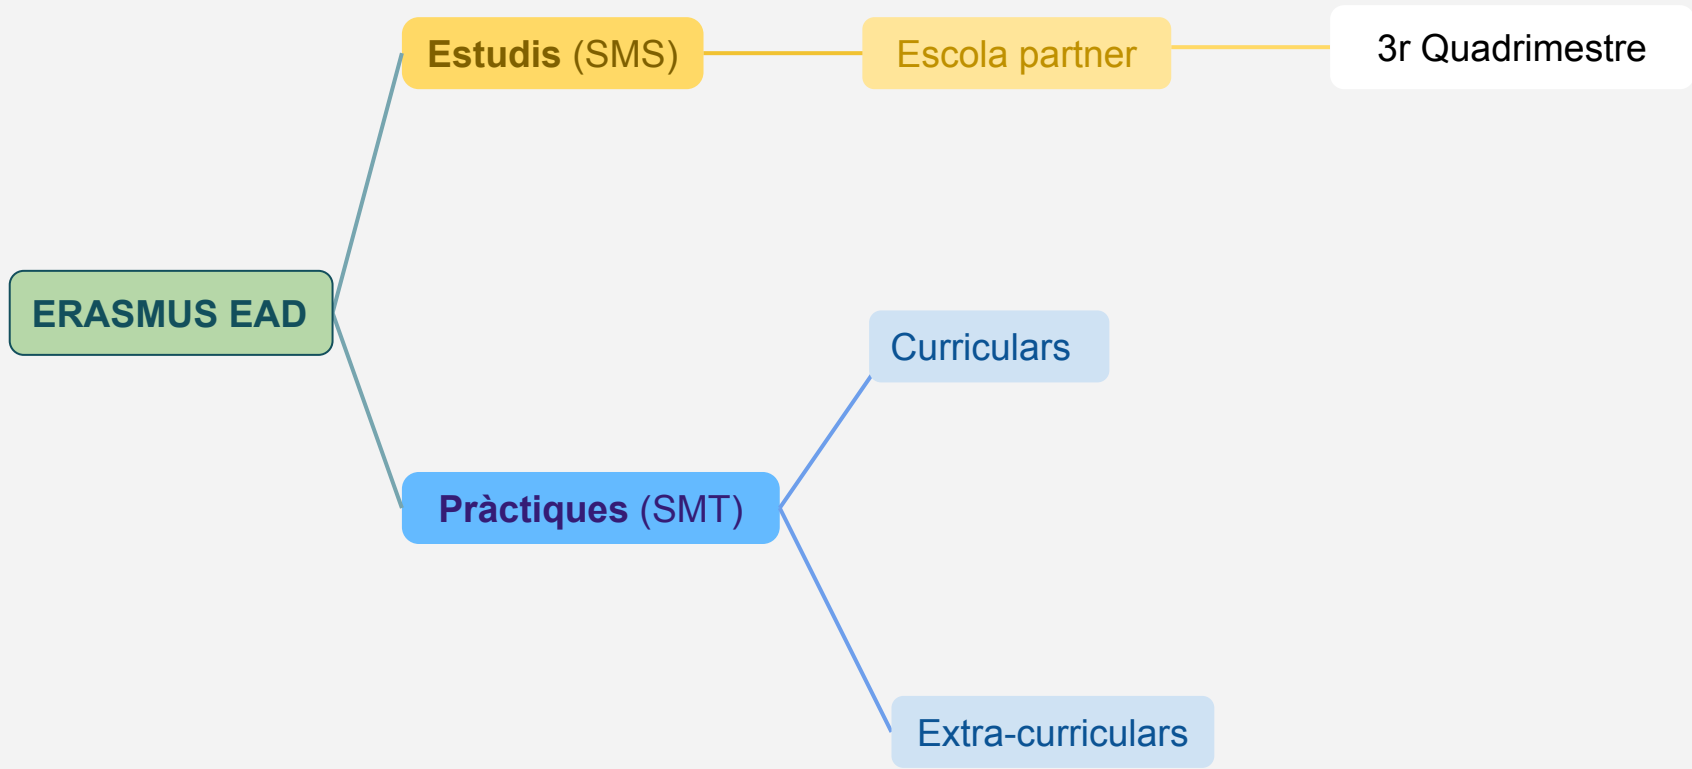 Estudis (SMS)
Escola partner
3r Quadrimestre
ERASMUS EAD
Curriculars
Pràctiques (SMT)
Extra-curriculars